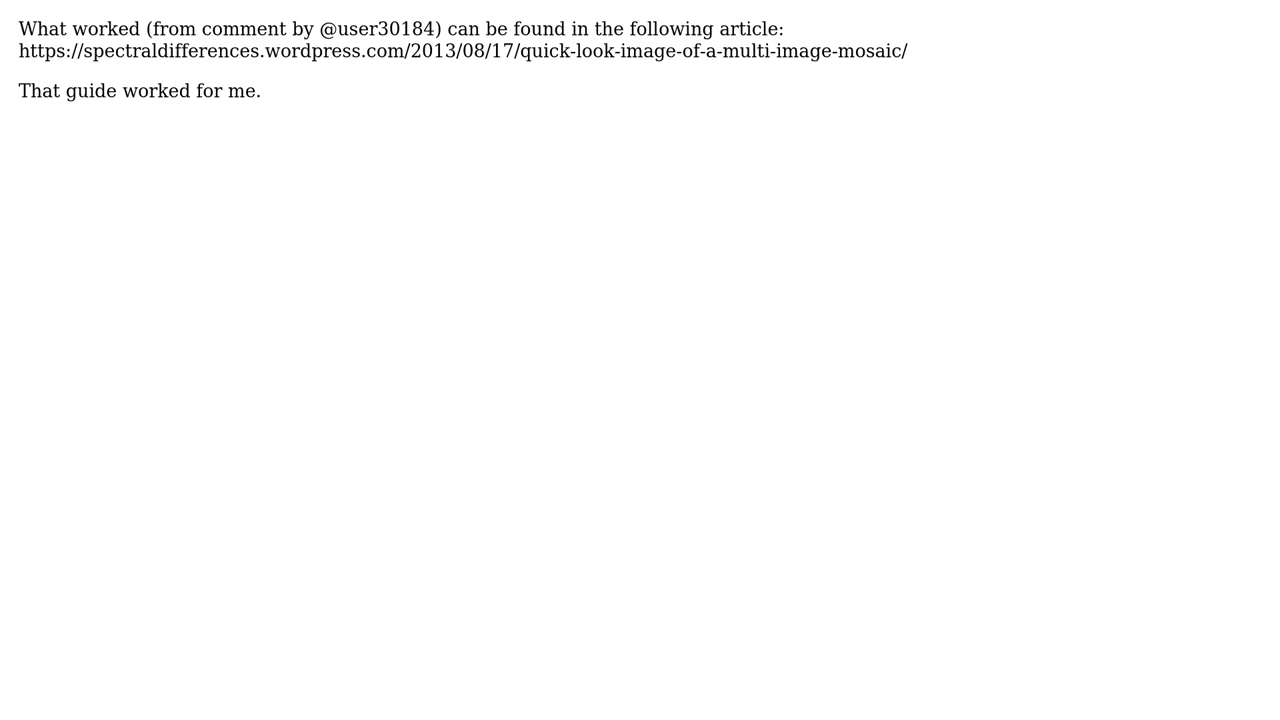 What worked (from comment by @user30184) can be found in the following article:
https://spectraldifferences.wordpress.com/2013/08/17/quick-look-image-of-a-multi-image-mosaic/
That guide worked for me.